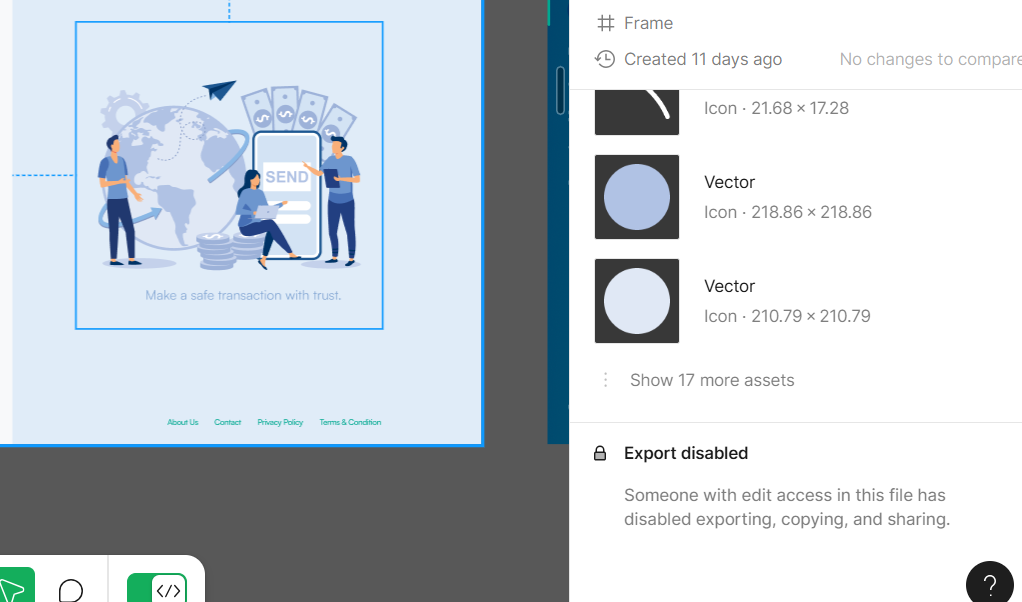 Frame
Created 11 days ago
No changes to compare
Icon · 21.68 × 17.28
Vector
Icon · 218.86 × 218.86
Vector
Icon · 210.79 × 210.79
Show 17 more assets
Export disabled
Someone with edit access in this file has
disabled exporting, copying, and sharing.
SEND
Make a safe transaction with trust.
About Us Contact Privacy Policy Terms & Condition